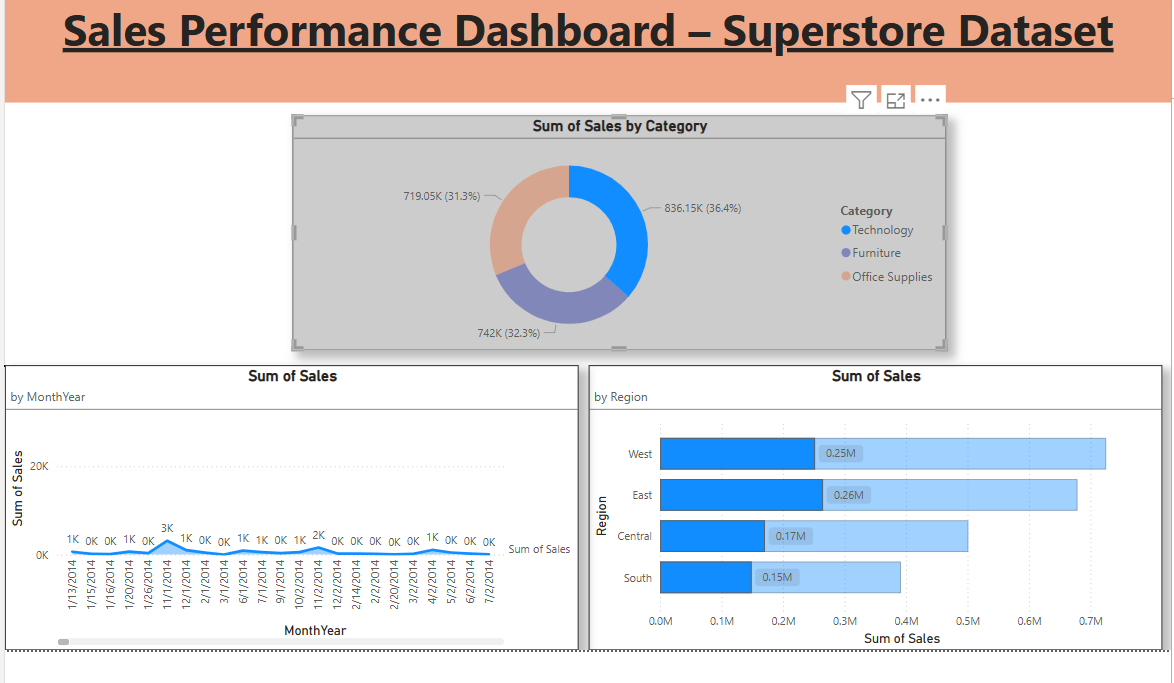 Sales Performance Dashboard – Superstore Dataset
Sum of Sales by Category
719.05K (31.3%)
836.15K (36.4%)
742K (32.3%)
Category
Technology
Furniture
Office Supplies
Sum of Sales
by MonthYear
Sum of Sales
20K
0K
1K 0K 0K 1K 0K 3K 1K 0K 0K 1K 1K 0K 1K 2K 0K 0K 0K 0K 0K 1K 0K 0K 0K
Sum of Sales
1/13/2014
1/15/2014
1/16/2014
1/20/2014
1/26/2014
11/1/2014
12/1/2014
2/1/2014
3/1/2014
6/1/2014
7/1/2014
9/1/2014
10/2/2014
11/2/2014
12/2/2014
2/14/2014
2/2/2014
2/20/2014
3/2/2014
4/2/2014
5/2/2014
6/2/2014
7/2/2014
MonthYear
Sum of Sales
by Region
Region
West 0.25M
East 0.26M
Central 0.17M
South 0.15M
0.0M 0.1M 0.2M 0.3M 0.4M 0.5M 0.6M 0.7M
Sum of Sales